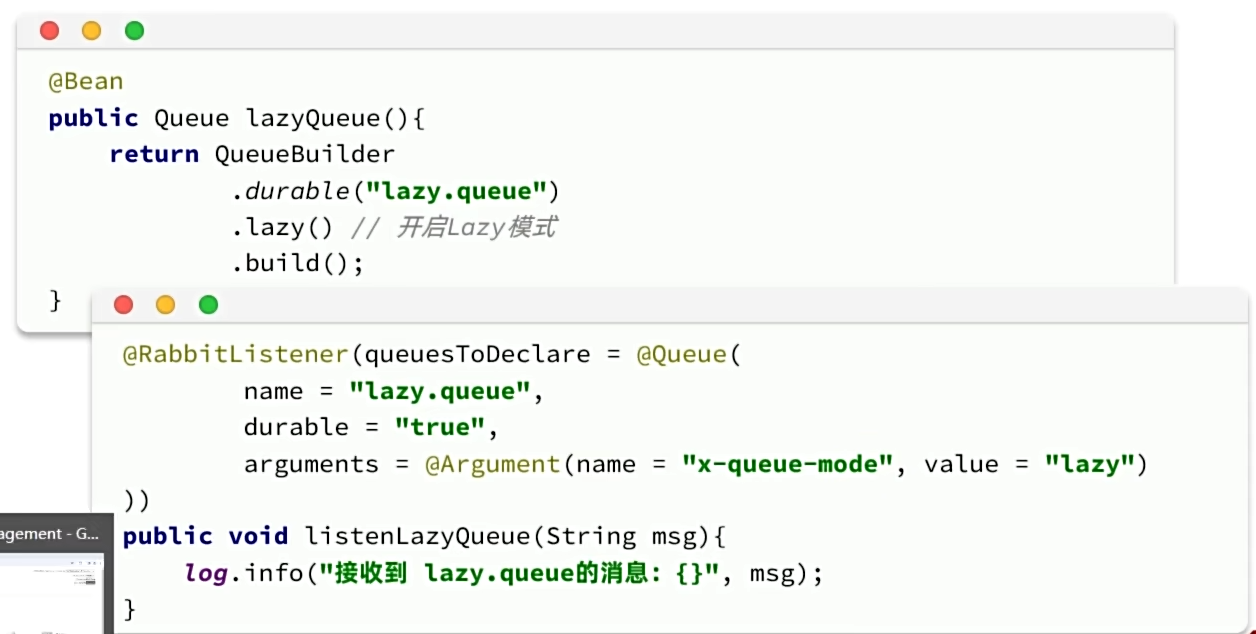 @Bean
public Queue lazyQueue(){
    return QueueBuilder
            .durable("lazy.queue")
            .lazy() // 开启Lazy模式
            .build();
}
@RabbitListener(queuesToDeclare = @Queue(
        name = "lazy.queue",
        durable = "true",
        arguments = @Argument(name = "x-queue-mode", value = "lazy")
))
public void listenLazyQueue(String msg){
    log.info("接收到 lazy.queue的消息: {}", msg);
}
agement - G...